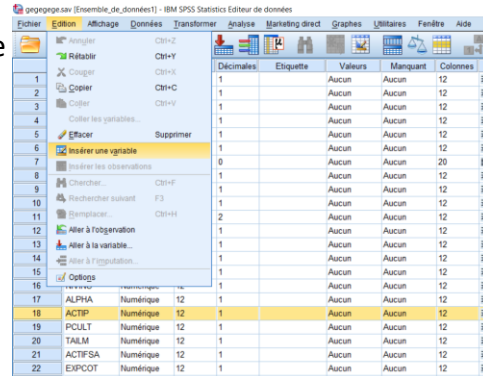 gegegege.sav [Ensemble_de_données1] - IBM SPSS Statistics Editeur de données
Fichier Edition Affichage Données Transformer Analyse Marketing direct Graphes Utilitaires Fenêtre Aide
e
Annuler Ctrl+Z
Rétablir Ctrl+Y
Couper Ctrl+X
Copier Ctrl+C
Coller Ctrl+V
Coller les variables...
Effacer Supprimer
Insérer une variable
Insérer les observations
Chercher... Ctrl+F
Rechercher suivant F3
Remplacer... Ctrl+H
Aller à l'observation
Aller à la variable...
Aller à l'imputation...
Options
Décimales Etiquette Valeurs Manquant Colonnes
1 1 Aucun Aucun 12
2 1 Aucun Aucun 12
3 1 Aucun Aucun 12
4 1 Aucun Aucun 12
5 1 Aucun Aucun 12
6 1 Aucun Aucun 12
7 0 Aucun Aucun 20
8 1 Aucun Aucun 12
9 1 Aucun Aucun 12
10 1 Aucun Aucun 12
11 2 Aucun Aucun 12
12 1 Aucun Aucun 12
13 1 Aucun Aucun 12
14 1 Aucun Aucun 12
15 1 Aucun Aucun 12
16 Numérique 12 1 Aucun Aucun 12
17 ALPHA Numérique 12 1 Aucun Aucun 12
18 ACTIP Numérique 12 1 Aucun Aucun 12
19 PCULT Numérique 12 1 Aucun Aucun 12
20 TAILM Numérique 12 1 Aucun Aucun 12
21 ACTIFSA Numérique 12 1 Aucun Aucun 12
22 EXPCOT Numérique 12 1 Aucun Aucun 12